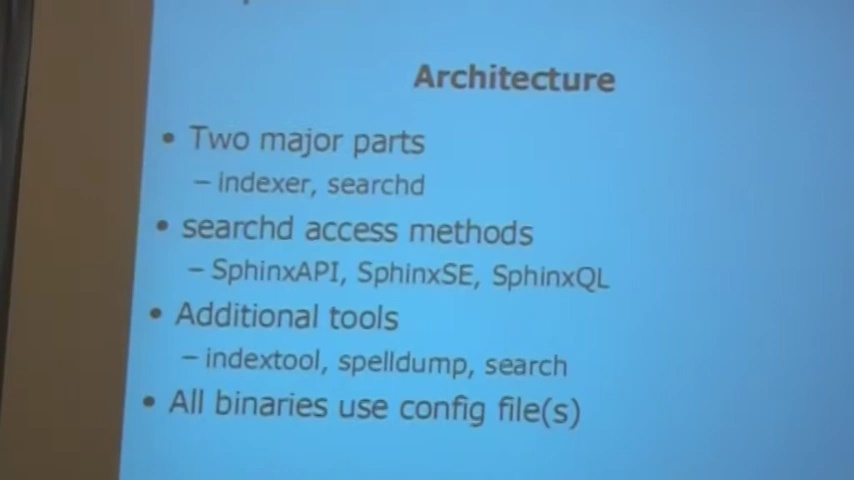 Architecture
• Two major parts
– indexer, searchd
• searchd access methods
– SphinxAPI, SphinxSE, SphinxQL
• Additional tools
– indextool, spelldump, search
• All binaries use config file(s)